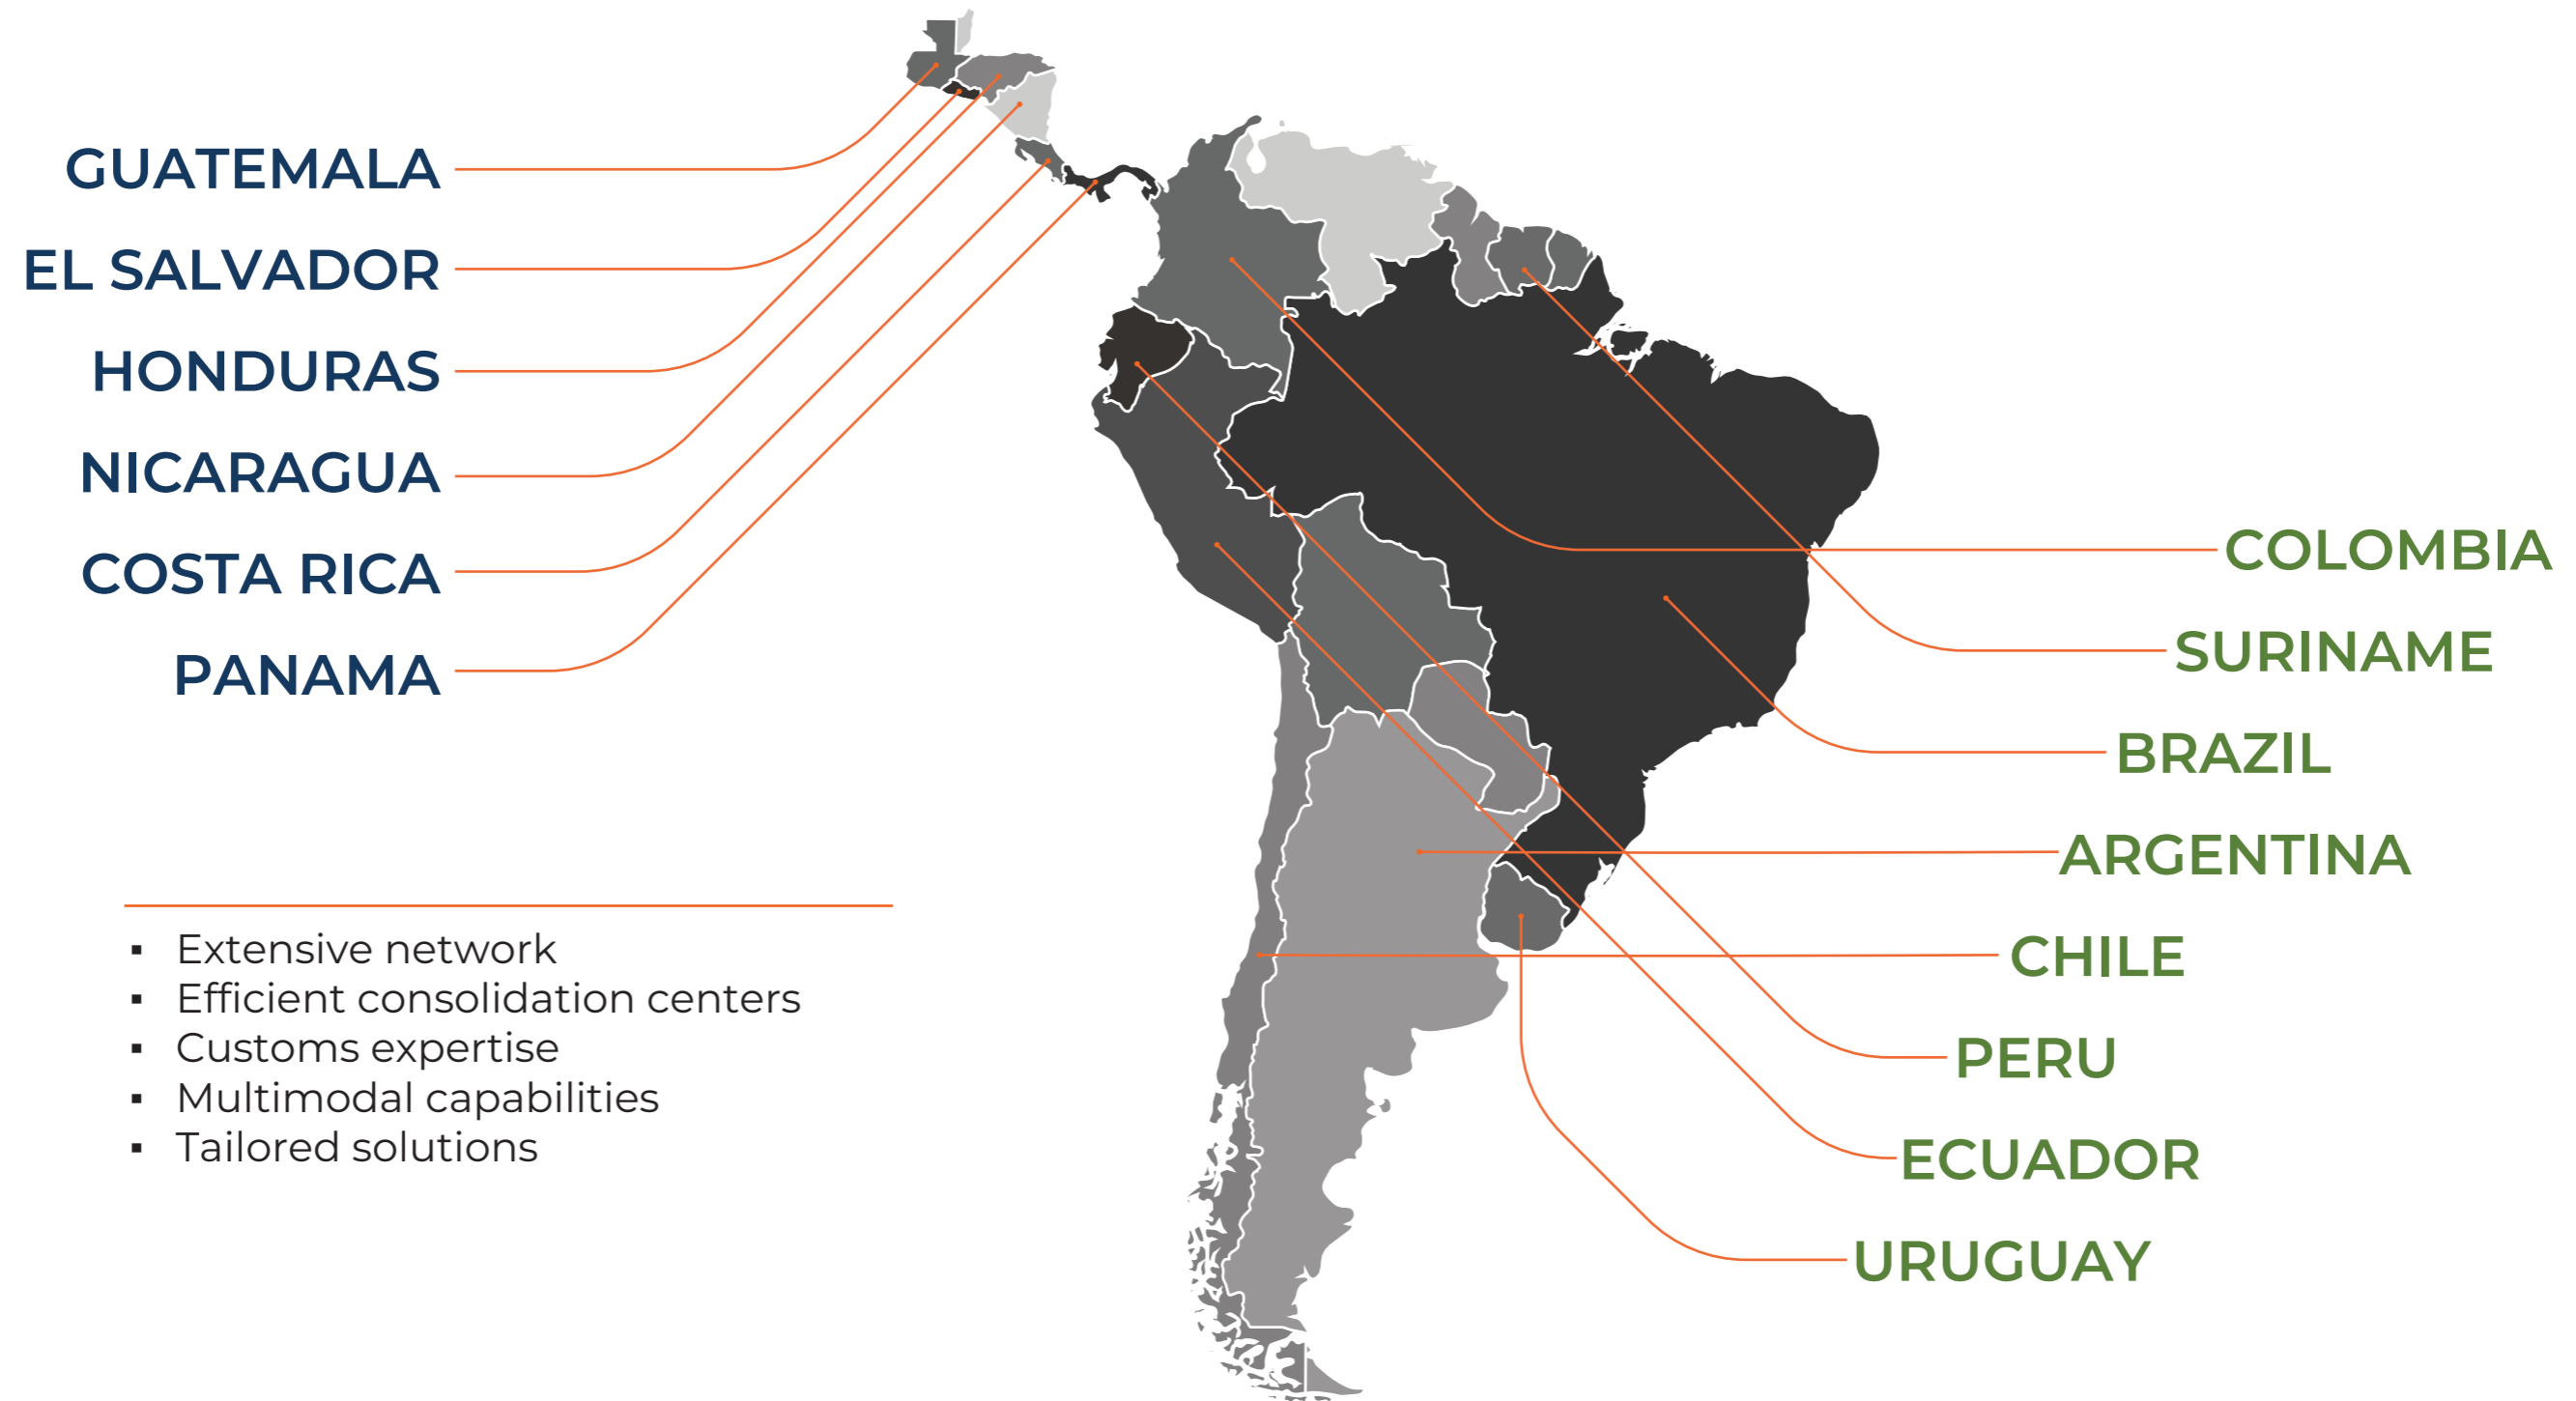 GUATEMALA
EL SALVADOR
HONDURAS
NICARAGUA
COSTA RICA
PANAMA
▪ Extensive network
▪ Efficient consolidation centers
▪ Customs expertise
▪ Multimodal capabilities
▪ Tailored solutions
COLOMBIA
SURINAME
BRAZIL
ARGENTINA
CHILE
PERU
ECUADOR
URUGUAY